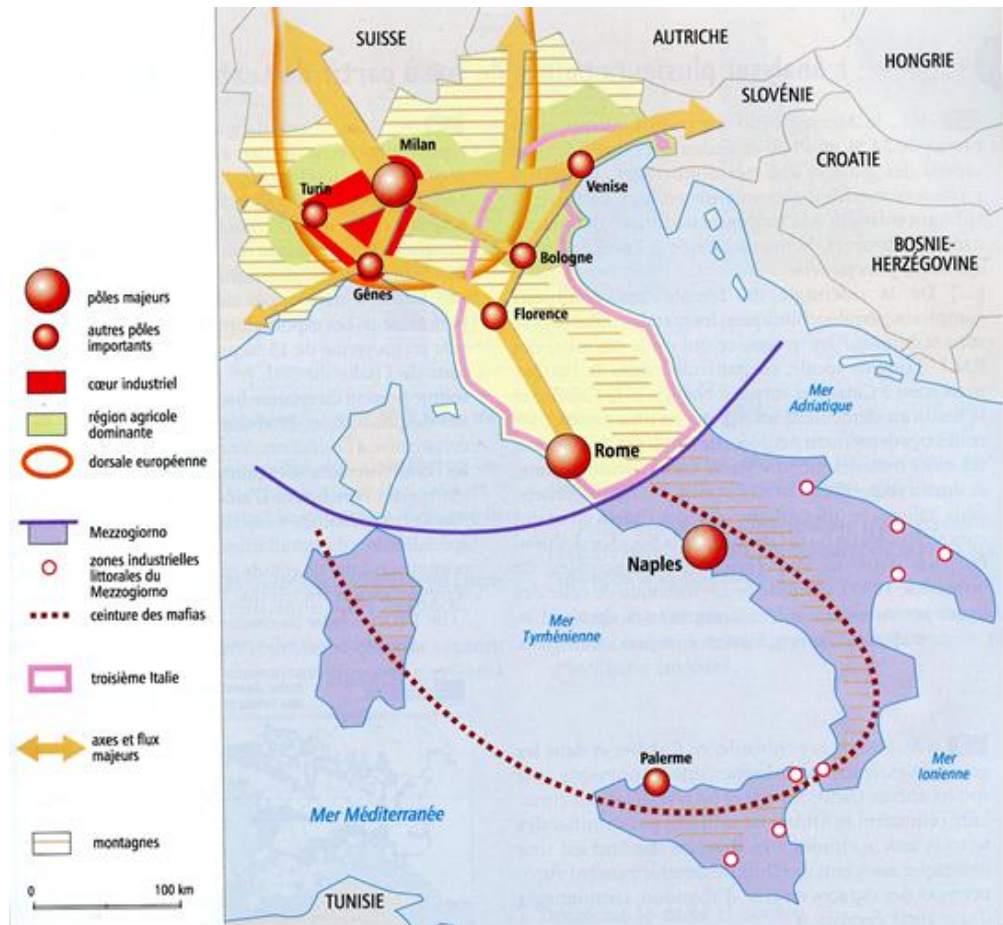 SUISSE
AUTRICHE
HONGRIE
SLOVÉNIE
CROATIE
BOSNIE-
HERZÉGOVINE
Milan
Turin
Venise
Bologne
Gênes
Florence
Rome
Naples
Palerme
Mer
Adriatique
Mer
Tyrrhénienne
Mer
Ionienne
Mer Méditerranée
TUNISIE
pôles majeurs
autres pôles
importants
cœur industriel
région agricole
dominante
dorsale européenne
Mezzogiorno
zones industrielles
littorales du
Mezzogiorno
ceinture des mafias
troisième Italie
axes et flux
majeurs
montagnes
0 100 km